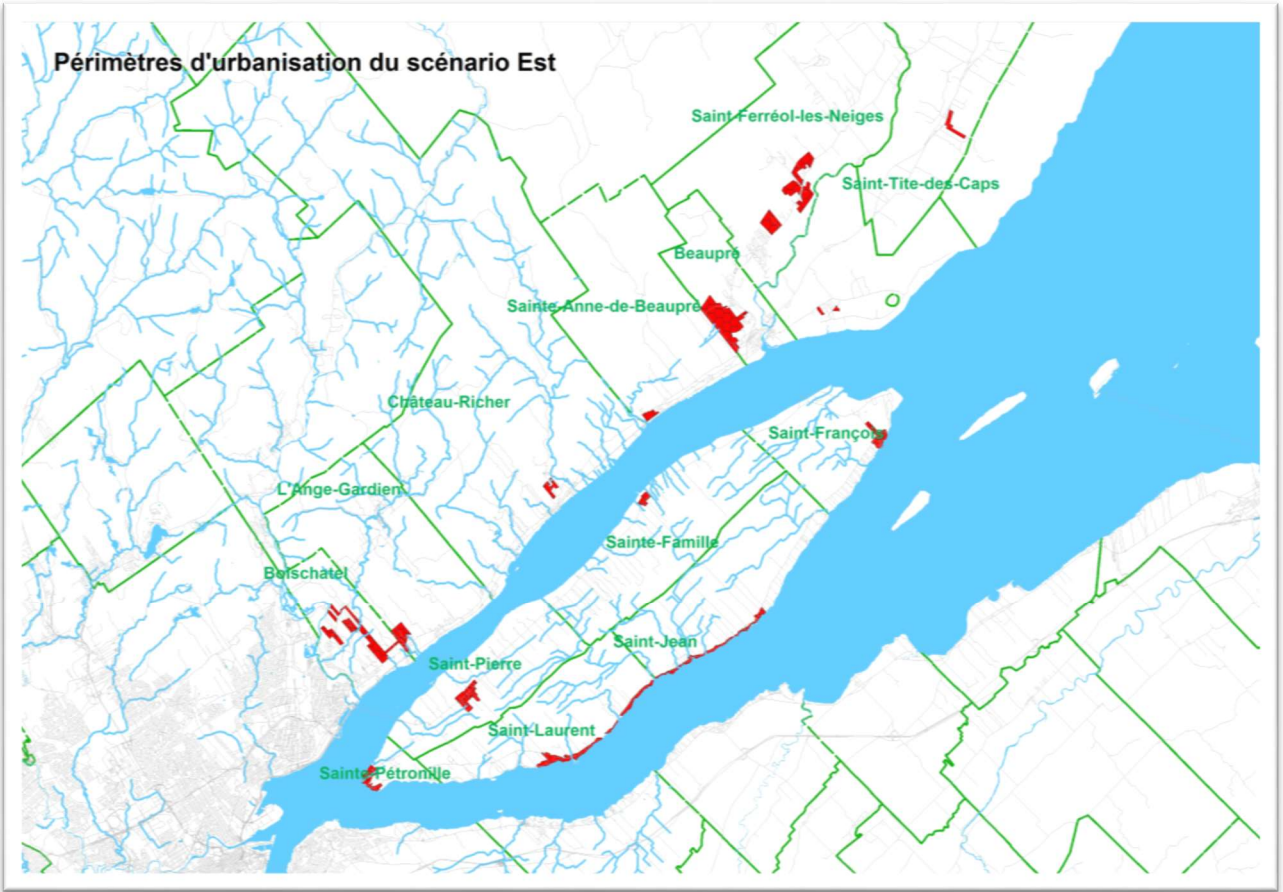 Périmètres d'urbanisation du scénario Est
Saint-Ferréol-les-Neiges
Saint-Tite-des-Caps
Beaupré
Sainte-Anne-de-Beaupré
Château-Richer
Saint-François
L'Ange-Gardien
Sainte-Famille
Boischatel
Saint-Jean
Saint-Pierre
Saint-Laurent
Sainte-Pétronille